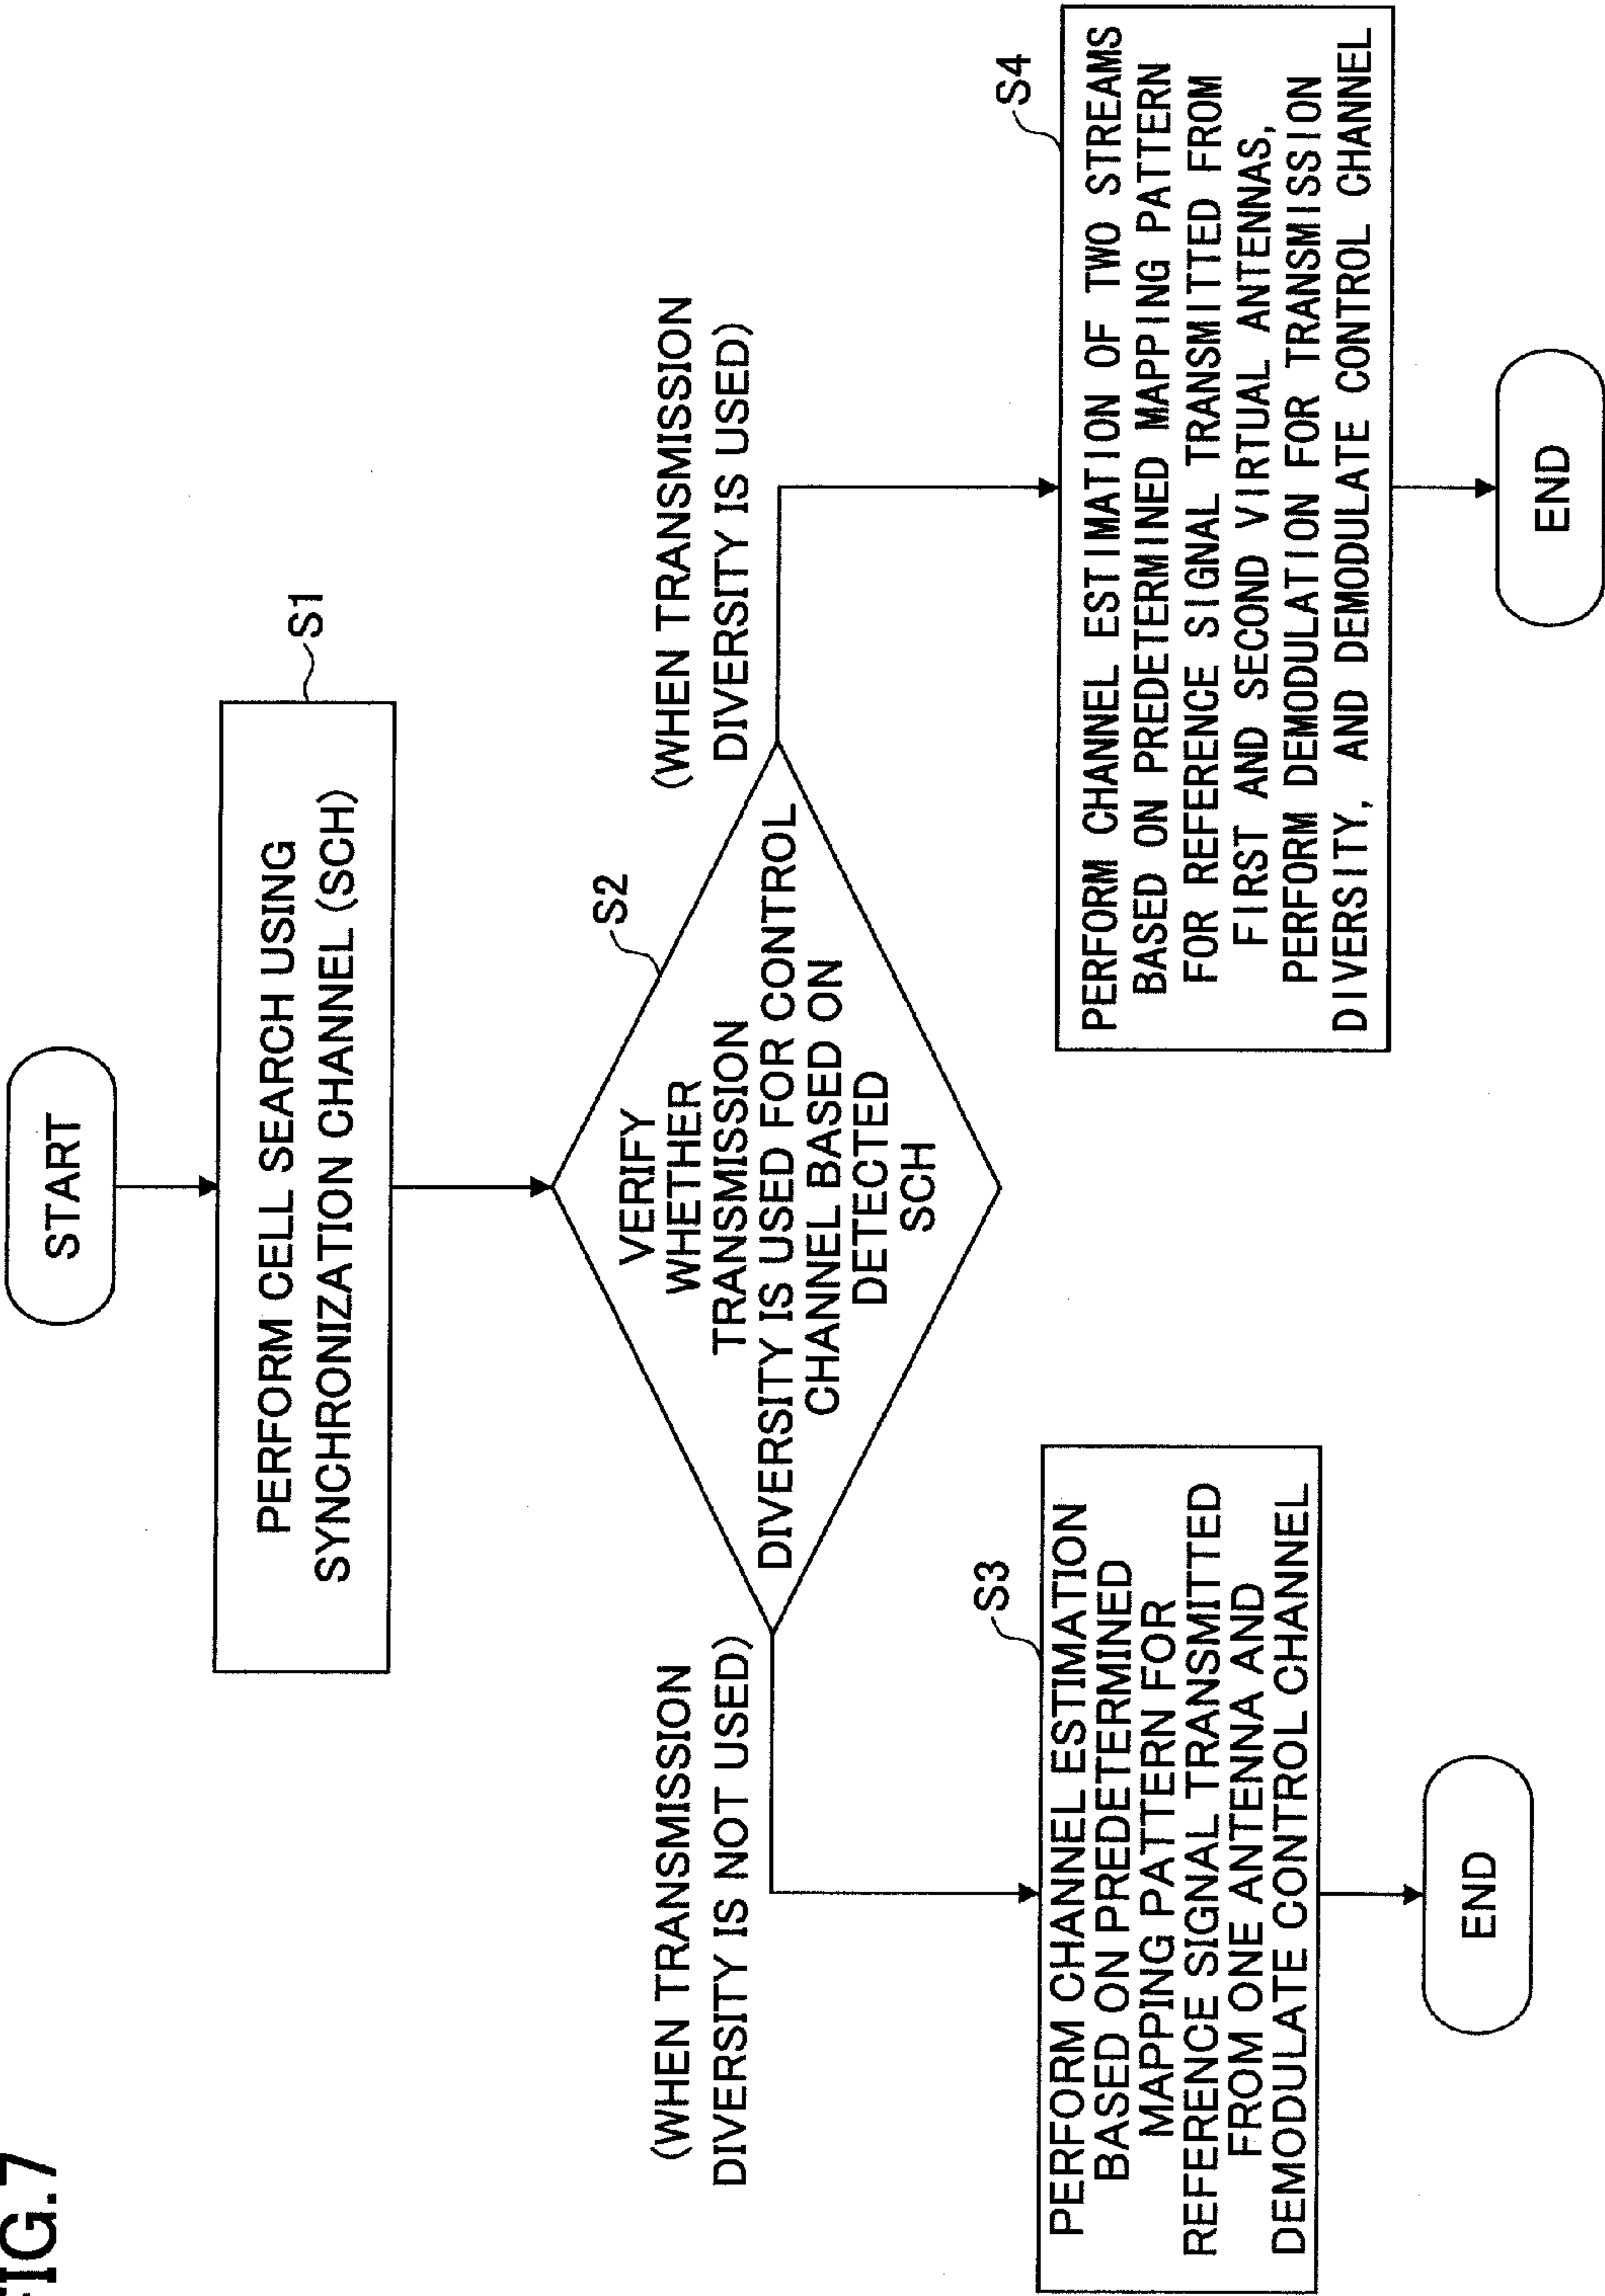 FIG.7
START
PERFORM CELL SEARCH USING
SYNCHRONIZATION CHANNEL (SCH)
S1
VERIFY
WHETHER
TRANSMISSION
DIVERSITY IS USED FOR CONTROL
CHANNEL BASED ON
DETECTED
SCH
S2
(WHEN TRANSMISSION
DIVERSITY IS NOT USED)
(WHEN TRANSMISSION
DIVERSITY IS USED)
S3
PERFORM CHANNEL ESTIMATION
BASED ON PREDETERMINED
MAPPING PATTERN FOR
REFERENCE SIGNAL TRANSMITTED
FROM ONE ANTENNA AND
DEMODULATE CONTROL CHANNEL
END
S4
PERFORM CHANNEL ESTIMATION OF TWO STREAMS
BASED ON PREDETERMINED MAPPING PATTERN
FOR REFERENCE SIGNAL TRANSMITTED FROM
FIRST AND SECOND VIRTUAL ANTENNAS,
PERFORM DEMODULATION FOR TRANSMISSION
DIVERSITY, AND DEMODULATE CONTROL CHANNEL
END